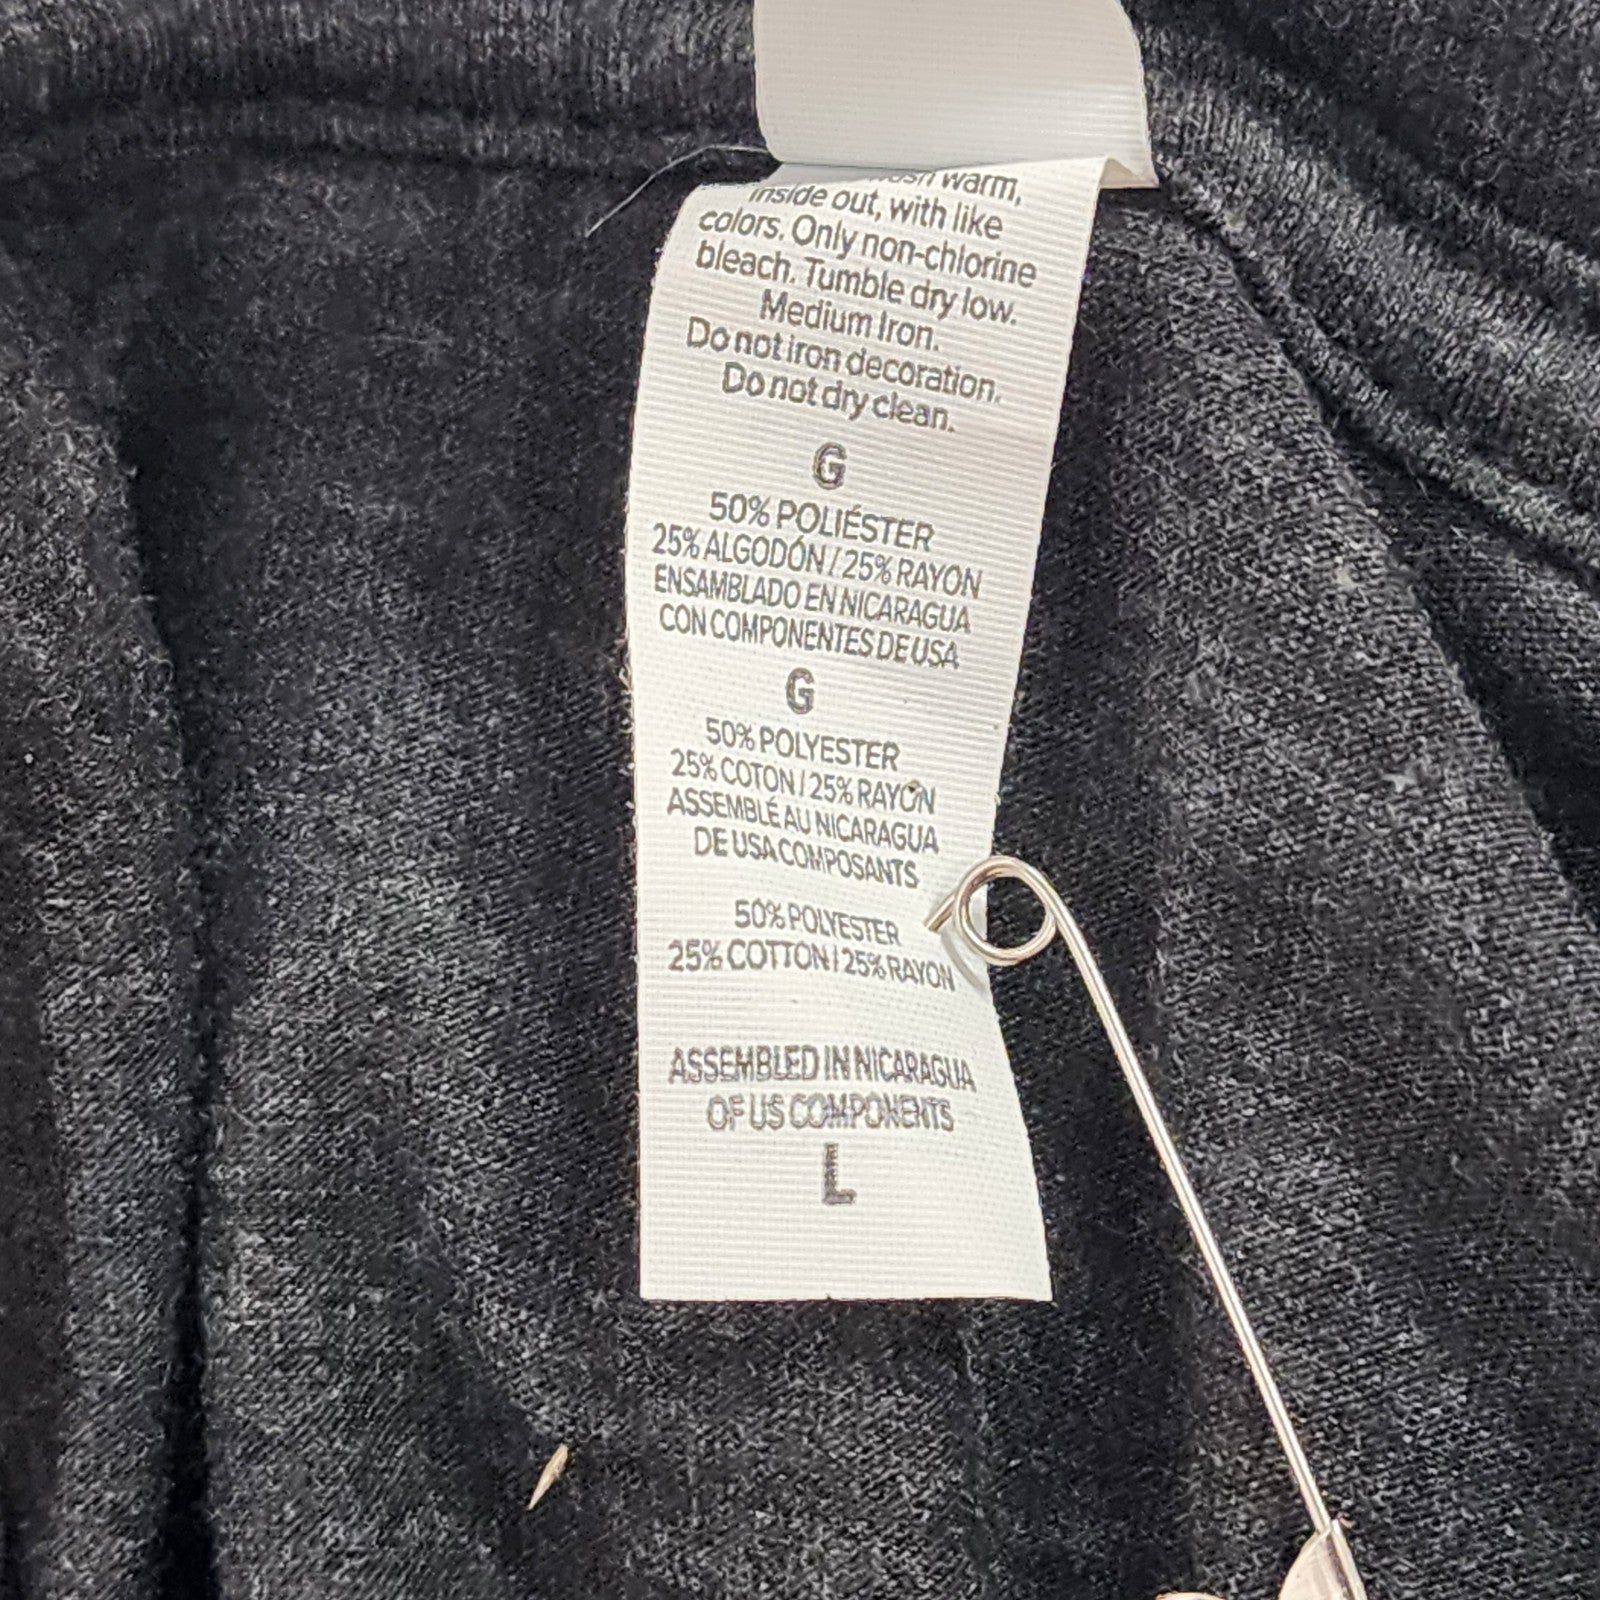 warm,
inside out, with like
colors. Only non-chlorine
bleach. Tumble dry low.
Medium Iron.
Do not iron decoration.
Do not dry clean.
G
50% POLIÉSTER
25% ALGODÓN / 25% RAYON
ENSAMBLADO EN NICARAGUA
CON COMPONENTES DE USA
G
50% POLYESTER
25% COTON / 25% RAYON
ASSEMBLÉ AU NICARAGUA
DE USA COMPOSANTS
50% POLYESTER
25% COTTON / 25% RAYON
ASSEMBLED IN NICARAGUA
OF US COMPONENTS
L